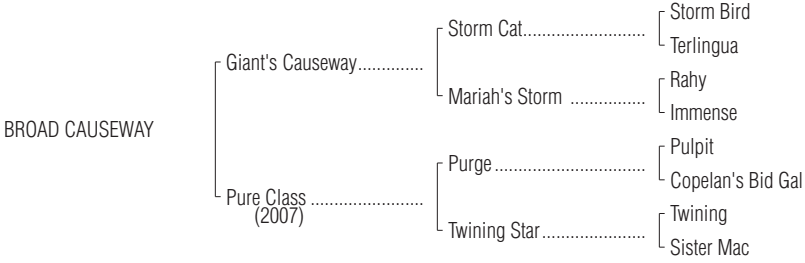 Storm Bird
Storm Cat..........................
Terlingua
Giant's Causeway..............
Rahy
Mariah's Storm ................
Immense
BROAD CAUSEWAY
Pulpit
Purge................................
Copelan's Bid Gal
Pure Class ........................
(2007)
Twining
Twining Star......................
Sister Mac